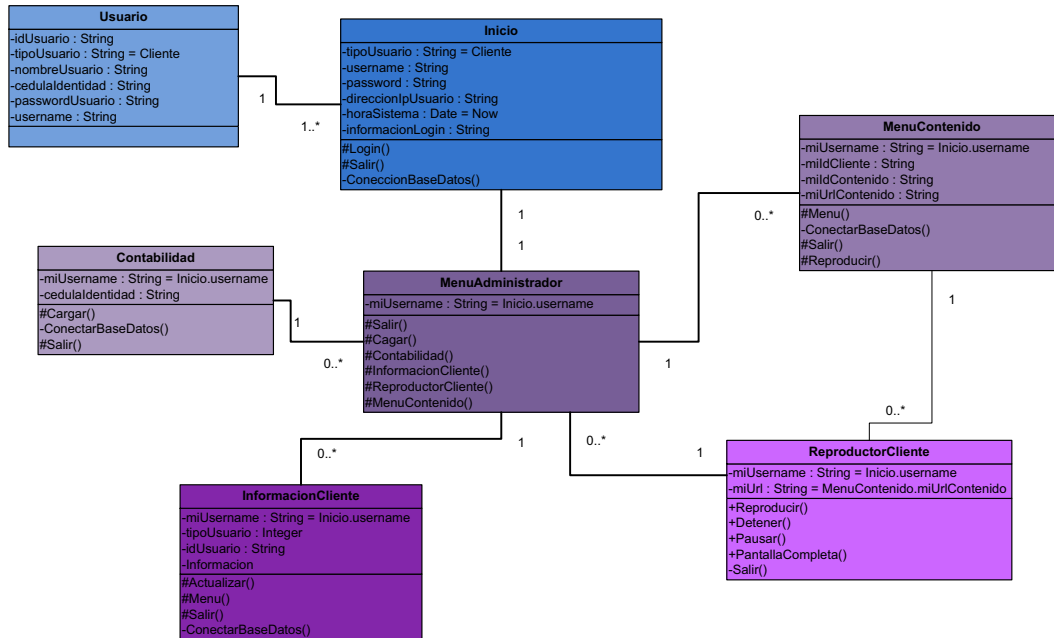 Usuario
-idUsuario : String
-tipoUsuario : String = Cliente
-nombreUsuario : String
-cedulaIdentidad : String
-passwordUsuario : String
-username : String
1
1..*
Inicio
-tipoUsuario : String = Cliente
-username : String
-password : String
-direccionIpUsuario : String
-horaSistema : Date = Now
-informacionLogin : String
#Login()
#Salir()
-ConeccionBaseDatos()
1
1
MenuContenido
-miUsername : String = Inicio.username
-miIdCliente : String
-miIdContenido : String
-miUrlContenido : String
#Menu()
-ConectarBaseDatos()
#Salir()
#Reproducir()
0..*
1
1
0..*
Contabilidad
-miUsername : String = Inicio.username
-cedulaIdentidad : String
#Cargar()
-ConectarBaseDatos()
#Salir()
1
0..*
MenuAdministrador
-miUsername : String = Inicio.username
#Salir()
#Cagar()
#Contabilidad()
#InformacionCliente()
#ReproductorCliente()
#MenuContenido()
1
0..*
0..*
1
InformacionCliente
-miUsername : String = Inicio.username
-tipoUsuario : Integer
-idUsuario : String
-Informacion
#Actualizar()
#Menu()
#Salir()
-ConectarBaseDatos()
ReproductorCliente
-miUsername : String = Inicio.username
-miUrl : String = MenuContenido.miUrlContenido
+Reproducir()
+Detener()
+Pausar()
+PantallaCompleta()
-Salir()